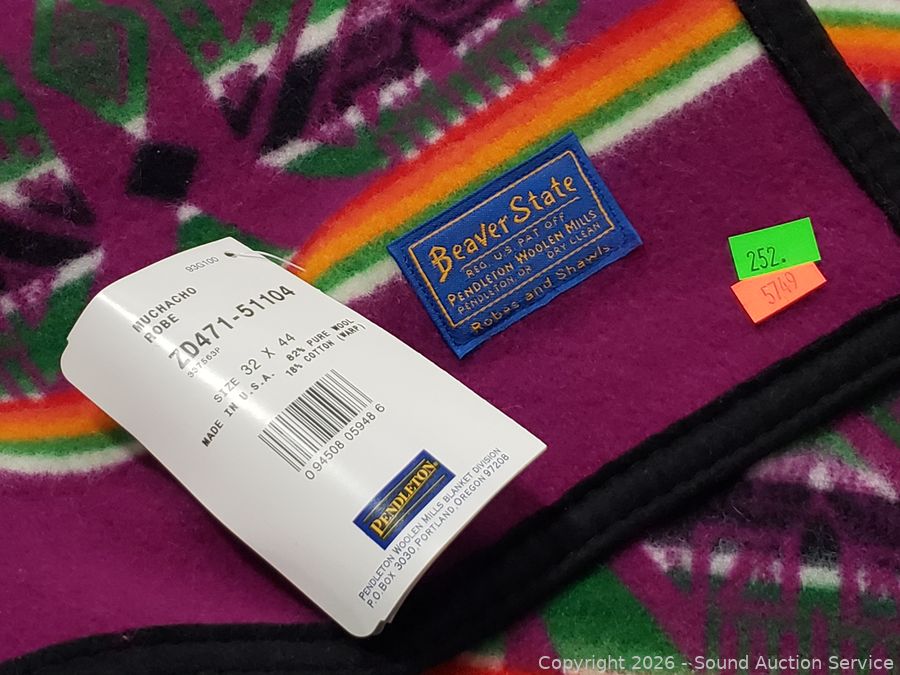 93G100
MUCHACHO
ROBE
ZD471-51104
337563P
SIZE 32 X 44
MADE IN U.S.A. 82% PURE WOOL
18% COTTON (WARP)
0 94508 05948 6
PENDLETON®
PENDLETON WOOLEN MILLS BLANKET DIVISION
P.O.BOX 3030,PORTLAND,OREGON 97208
Beaver State
REG. U.S. PAT. OFF.
PENDLETON WOOLEN MILLS
PENDLETON, OR DRY CLEAN
Robes and Shawls
252.
5749
Copyright 2026 -- Sound Auction Service